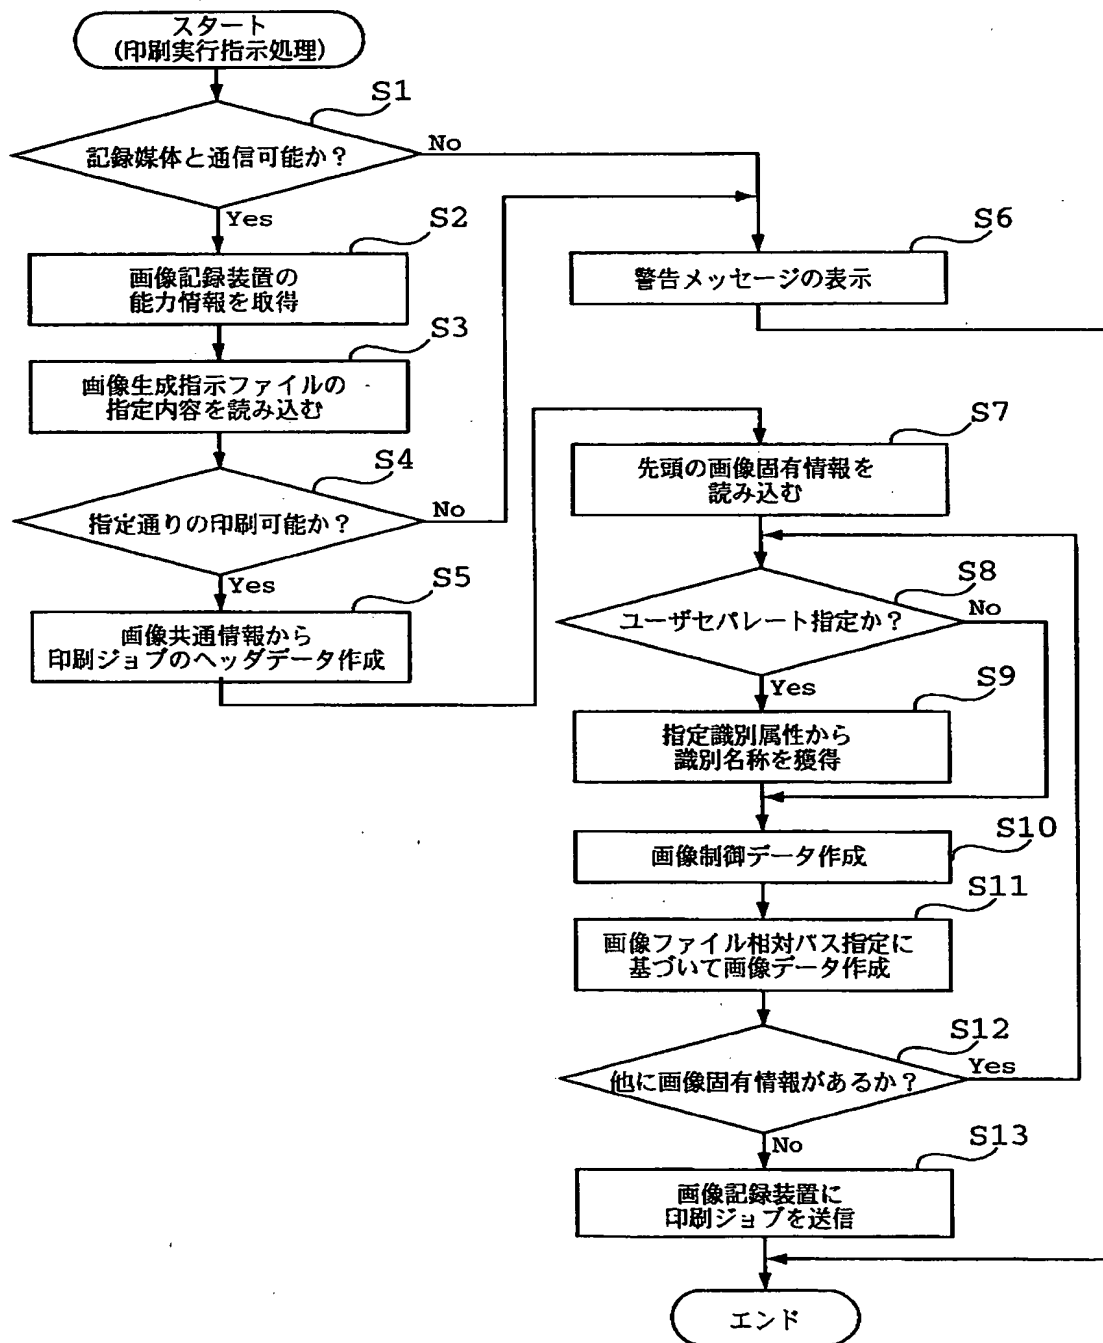 スタート
(印刷実行指示処理)
S1
記録媒体と通信可能か？
No
Yes
S2
画像記録装置の
能力情報を取得
S3
画像生成指示ファイルの
指定内容を読み込む
S4
指定通りの印刷可能か？
No
Yes
S5
画像共通情報から
印刷ジョブのヘッダデータ作成
S6
警告メッセージの表示
S7
先頭の画像固有情報を
読み込む
S8
ユーザセパレート指定か？
No
Yes
S9
指定識別属性から
識別名称を獲得
S10
画像制御データ作成
S11
画像ファイル相対パス指定に
基づいて画像データ作成
S12
他に画像固有情報があるか？
Yes
No
S13
画像記録装置に
印刷ジョブを送信
エンド